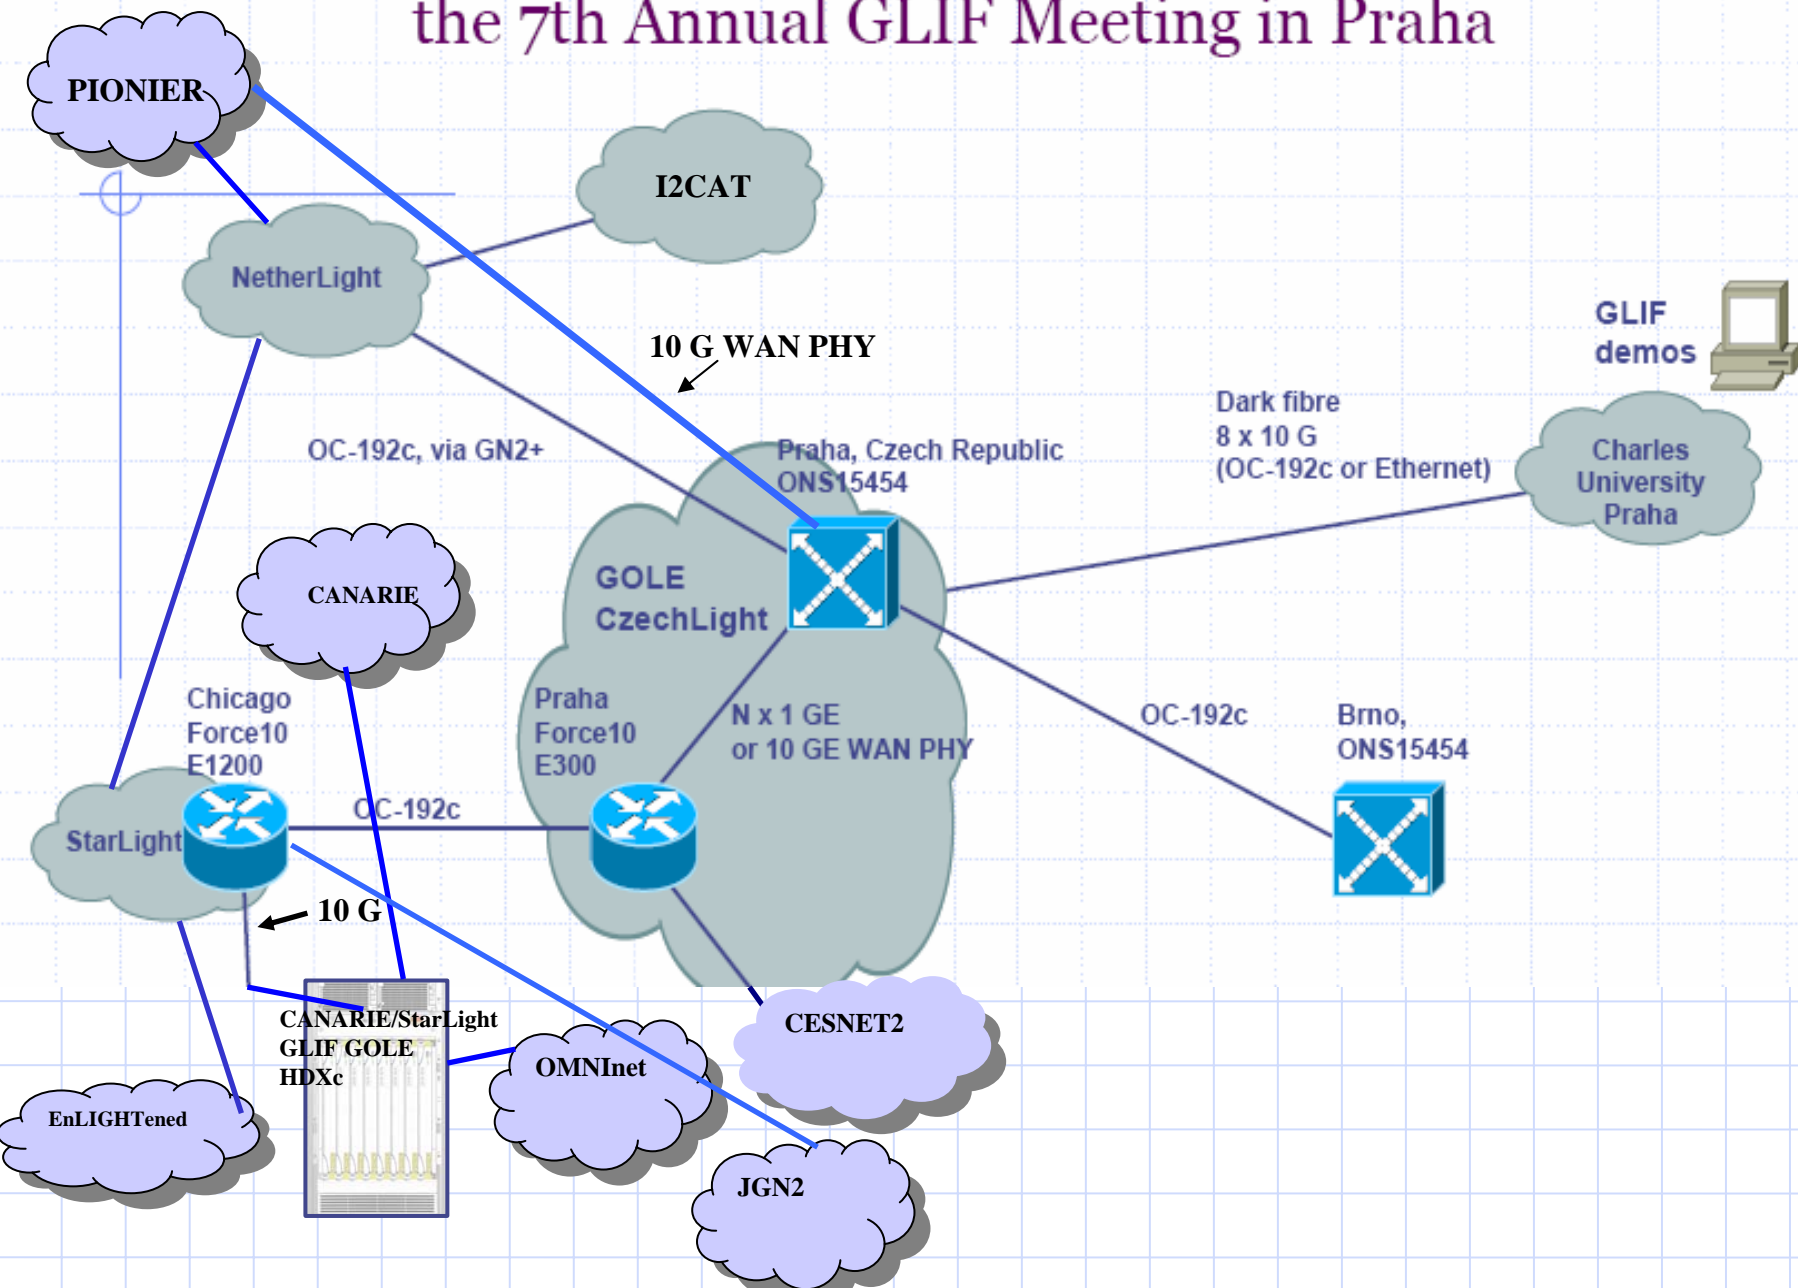 the 7th Annual GLIF Meeting in Praha
PIONIER
I2CAT
NetherLight
10 G WAN PHY
GLIF
demos
OC-192c, via GN2+
Praha, Czech Republic
ONS15454
Dark fibre
8 x 10 G
(OC-192c or Ethernet)
Charles
University
Praha
CANARIE
GOLE
CzechLight
Chicago
Force10
E1200
Praha
Force10
E300
N x 1 GE
or 10 GE WAN PHY
OC-192c
Brno,
ONS15454
StarLight
OC-192c
10 G
CANARIE/StarLight
GLIF GOLE
HDXc
OMNInet
CESNET2
EnLIGHTened
JGN2